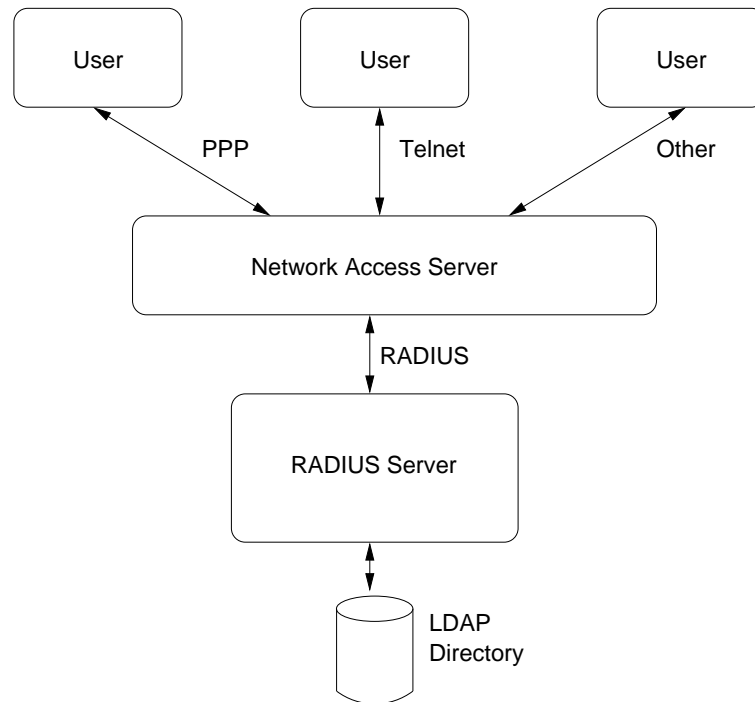 User
User
User
PPP
Telnet
Other
Network Access Server
RADIUS
RADIUS Server
LDAP
Directory